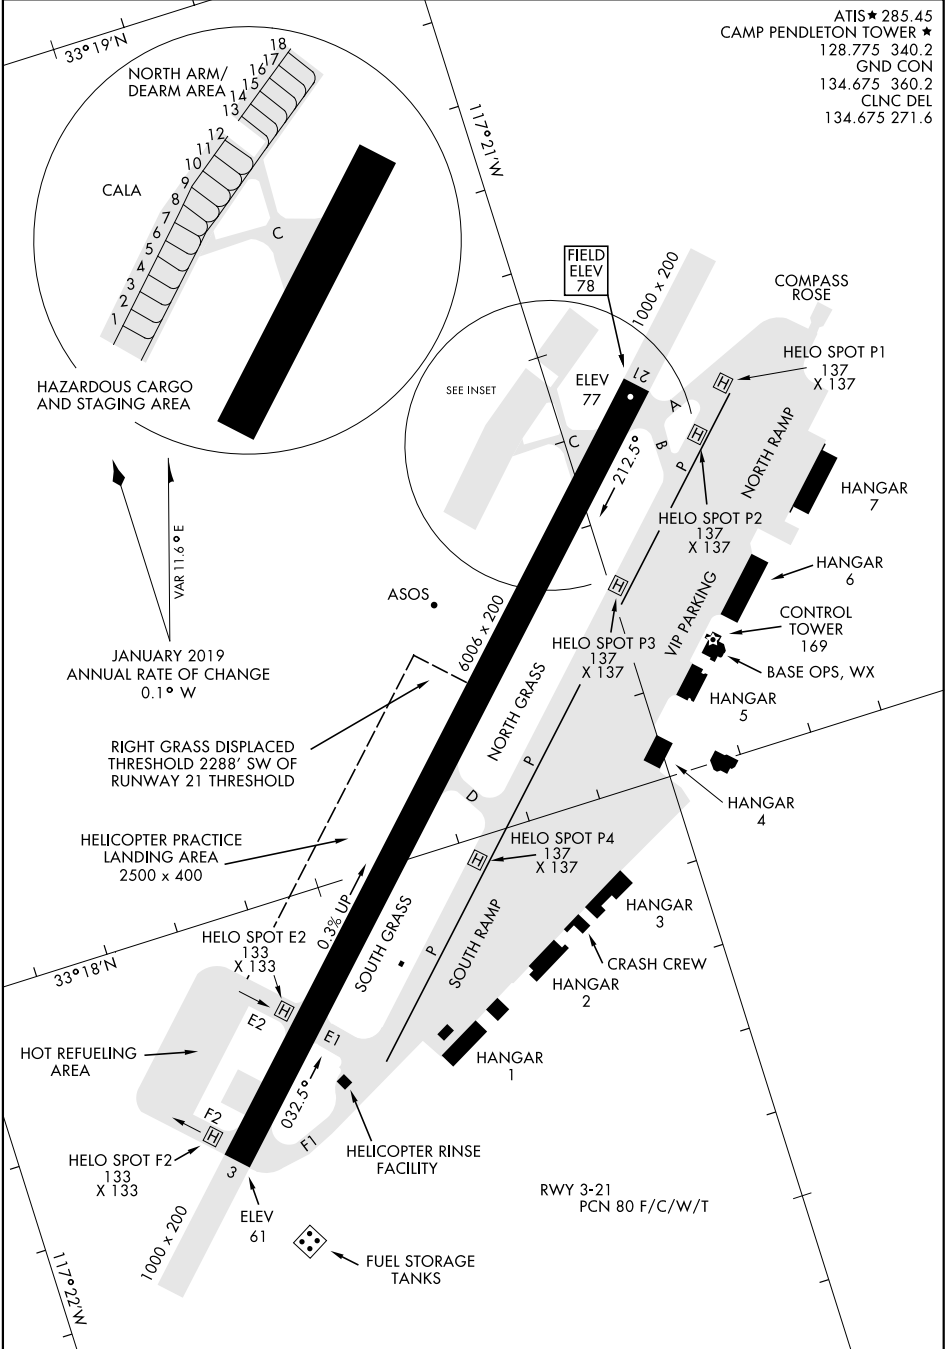 ATIS★ 285.45
CAMP PENDLETON TOWER ★
128.775 340.2
GND CON
134.675 360.2
CLNC DEL
134.675 271.6
33°19'N
NORTH ARM/
DEARM AREA
18
17
16
15
14
13
12
11
10
9
8
7
6
5
4
3
2
1
CALA
C
HAZARDOUS CARGO
AND STAGING AREA
117°21'W
FIELD
ELEV
78
1000 x 200
COMPASS
ROSE
HELO SPOT P1
137
X 137
SEE INSET
ELEV
77
21
A
B
C
P
212.5°
NORTH RAMP
HANGAR
7
HELO SPOT P2
137
X 137
HANGAR
6
VAR 11.6° E
JANUARY 2019
ANNUAL RATE OF CHANGE
0.1° W
ASOS
6006 x 200
HELO SPOT P3
137
X 137
VIP PARKING
CONTROL
TOWER
169
BASE OPS, WX
HANGAR
5
NORTH GRASS
RIGHT GRASS DISPLACED
THRESHOLD 2288' SW OF
RUNWAY 21 THRESHOLD
P
D
HANGAR
4
HELICOPTER PRACTICE
LANDING AREA
2500 x 400
HELO SPOT P4
137
X 137
0.3% UP
SOUTH GRASS
P
SOUTH RAMP
HANGAR
3
CRASH CREW
HANGAR
2
HELO SPOT E2
133
X 133
33°18'N
E2
E1
HANGAR
1
HOT REFUELING
AREA
032.5°
F2
F1
HELICOPTER RINSE
FACILITY
HELO SPOT F2
133
X 133
3
ELEV
61
RWY 3-21
PCN 80 F/C/W/T
1000 x 200
FUEL STORAGE
TANKS
117°22'W
H
H
H
H
H
H